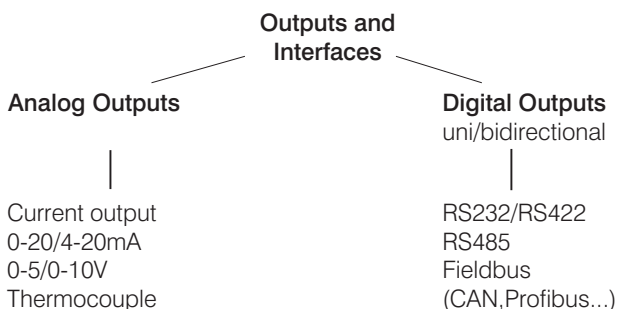 Outputs and
Interfaces
Analog Outputs
Digital Outputs
uni/bidirectional
Current output
0-20/4-20mA
0-5/0-10V
Thermocouple
RS232/RS422
RS485
Fieldbus
(CAN,Profibus...)